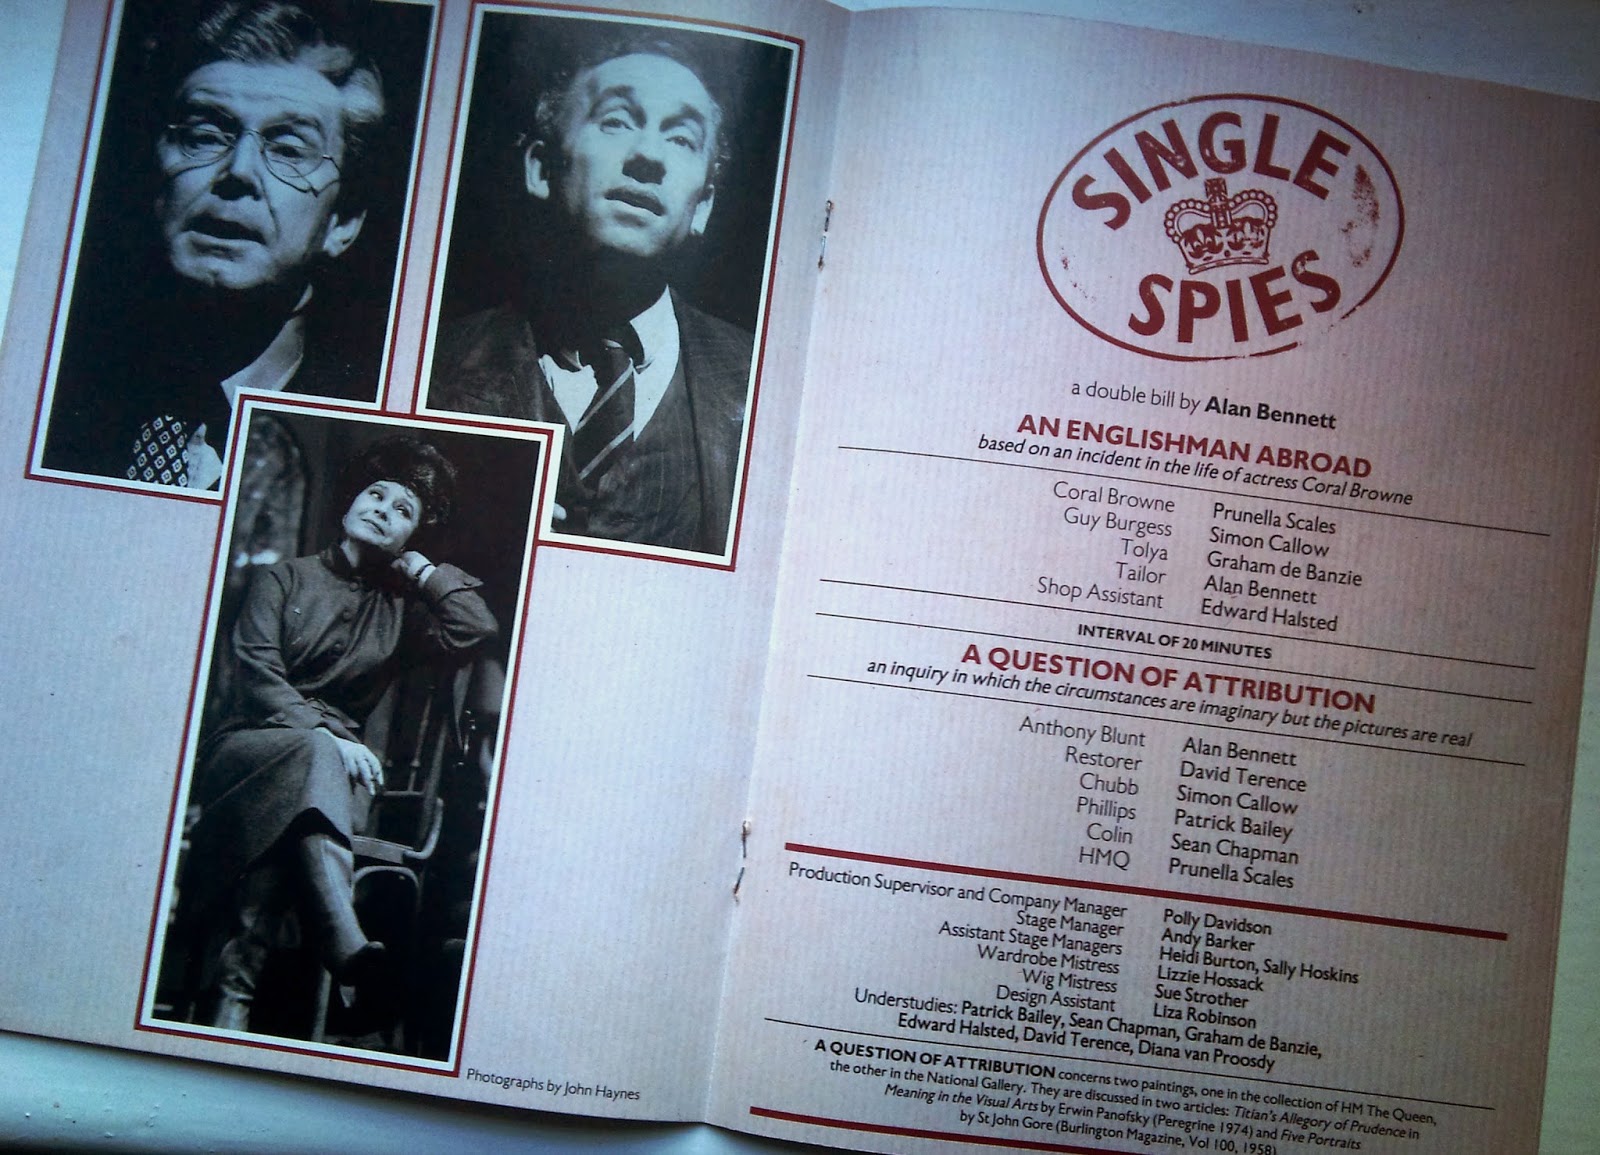 Photographs by John Haynes
SINGLE
SPIES
a double bill by Alan Bennett
AN ENGLISHMAN ABROAD
based on an incident in the life of actress Coral Browne
Coral Browne Prunella Scales
Guy Burgess Simon Callow
Tolya Graham de Banzie
Tailor Alan Bennett
Shop Assistant Edward Halsted
INTERVAL OF 20 MINUTES
A QUESTION OF ATTRIBUTION
an inquiry in which the circumstances are imaginary but the pictures are real
Anthony Blunt Alan Bennett
Restorer David Terence
Chubb Simon Callow
Phillips Patrick Bailey
Colin Sean Chapman
HMQ Prunella Scales
Production Supervisor and Company Manager Polly Davidson
Stage Manager Andy Barker
Assistant Stage Managers Heidi Burton, Sally Hoskins
Wardrobe Mistress Lizzie Hossack
Wig Mistress Sue Strother
Design Assistant Liza Robinson
Understudies: Patrick Bailey, Sean Chapman, Graham de Banzie,
Edward Halsted, David Terence, Diana van Proosdy
A QUESTION OF ATTRIBUTION concerns two paintings, one in the collection of HM The Queen,
the other in the National Gallery. They are discussed in two articles: Titian's Allegory of Prudence in
Meaning in the Visual Arts by Erwin Panofsky (Peregrine 1974) and Five Portraits
by St John Gore (Burlington Magazine, Vol 100, 1958)